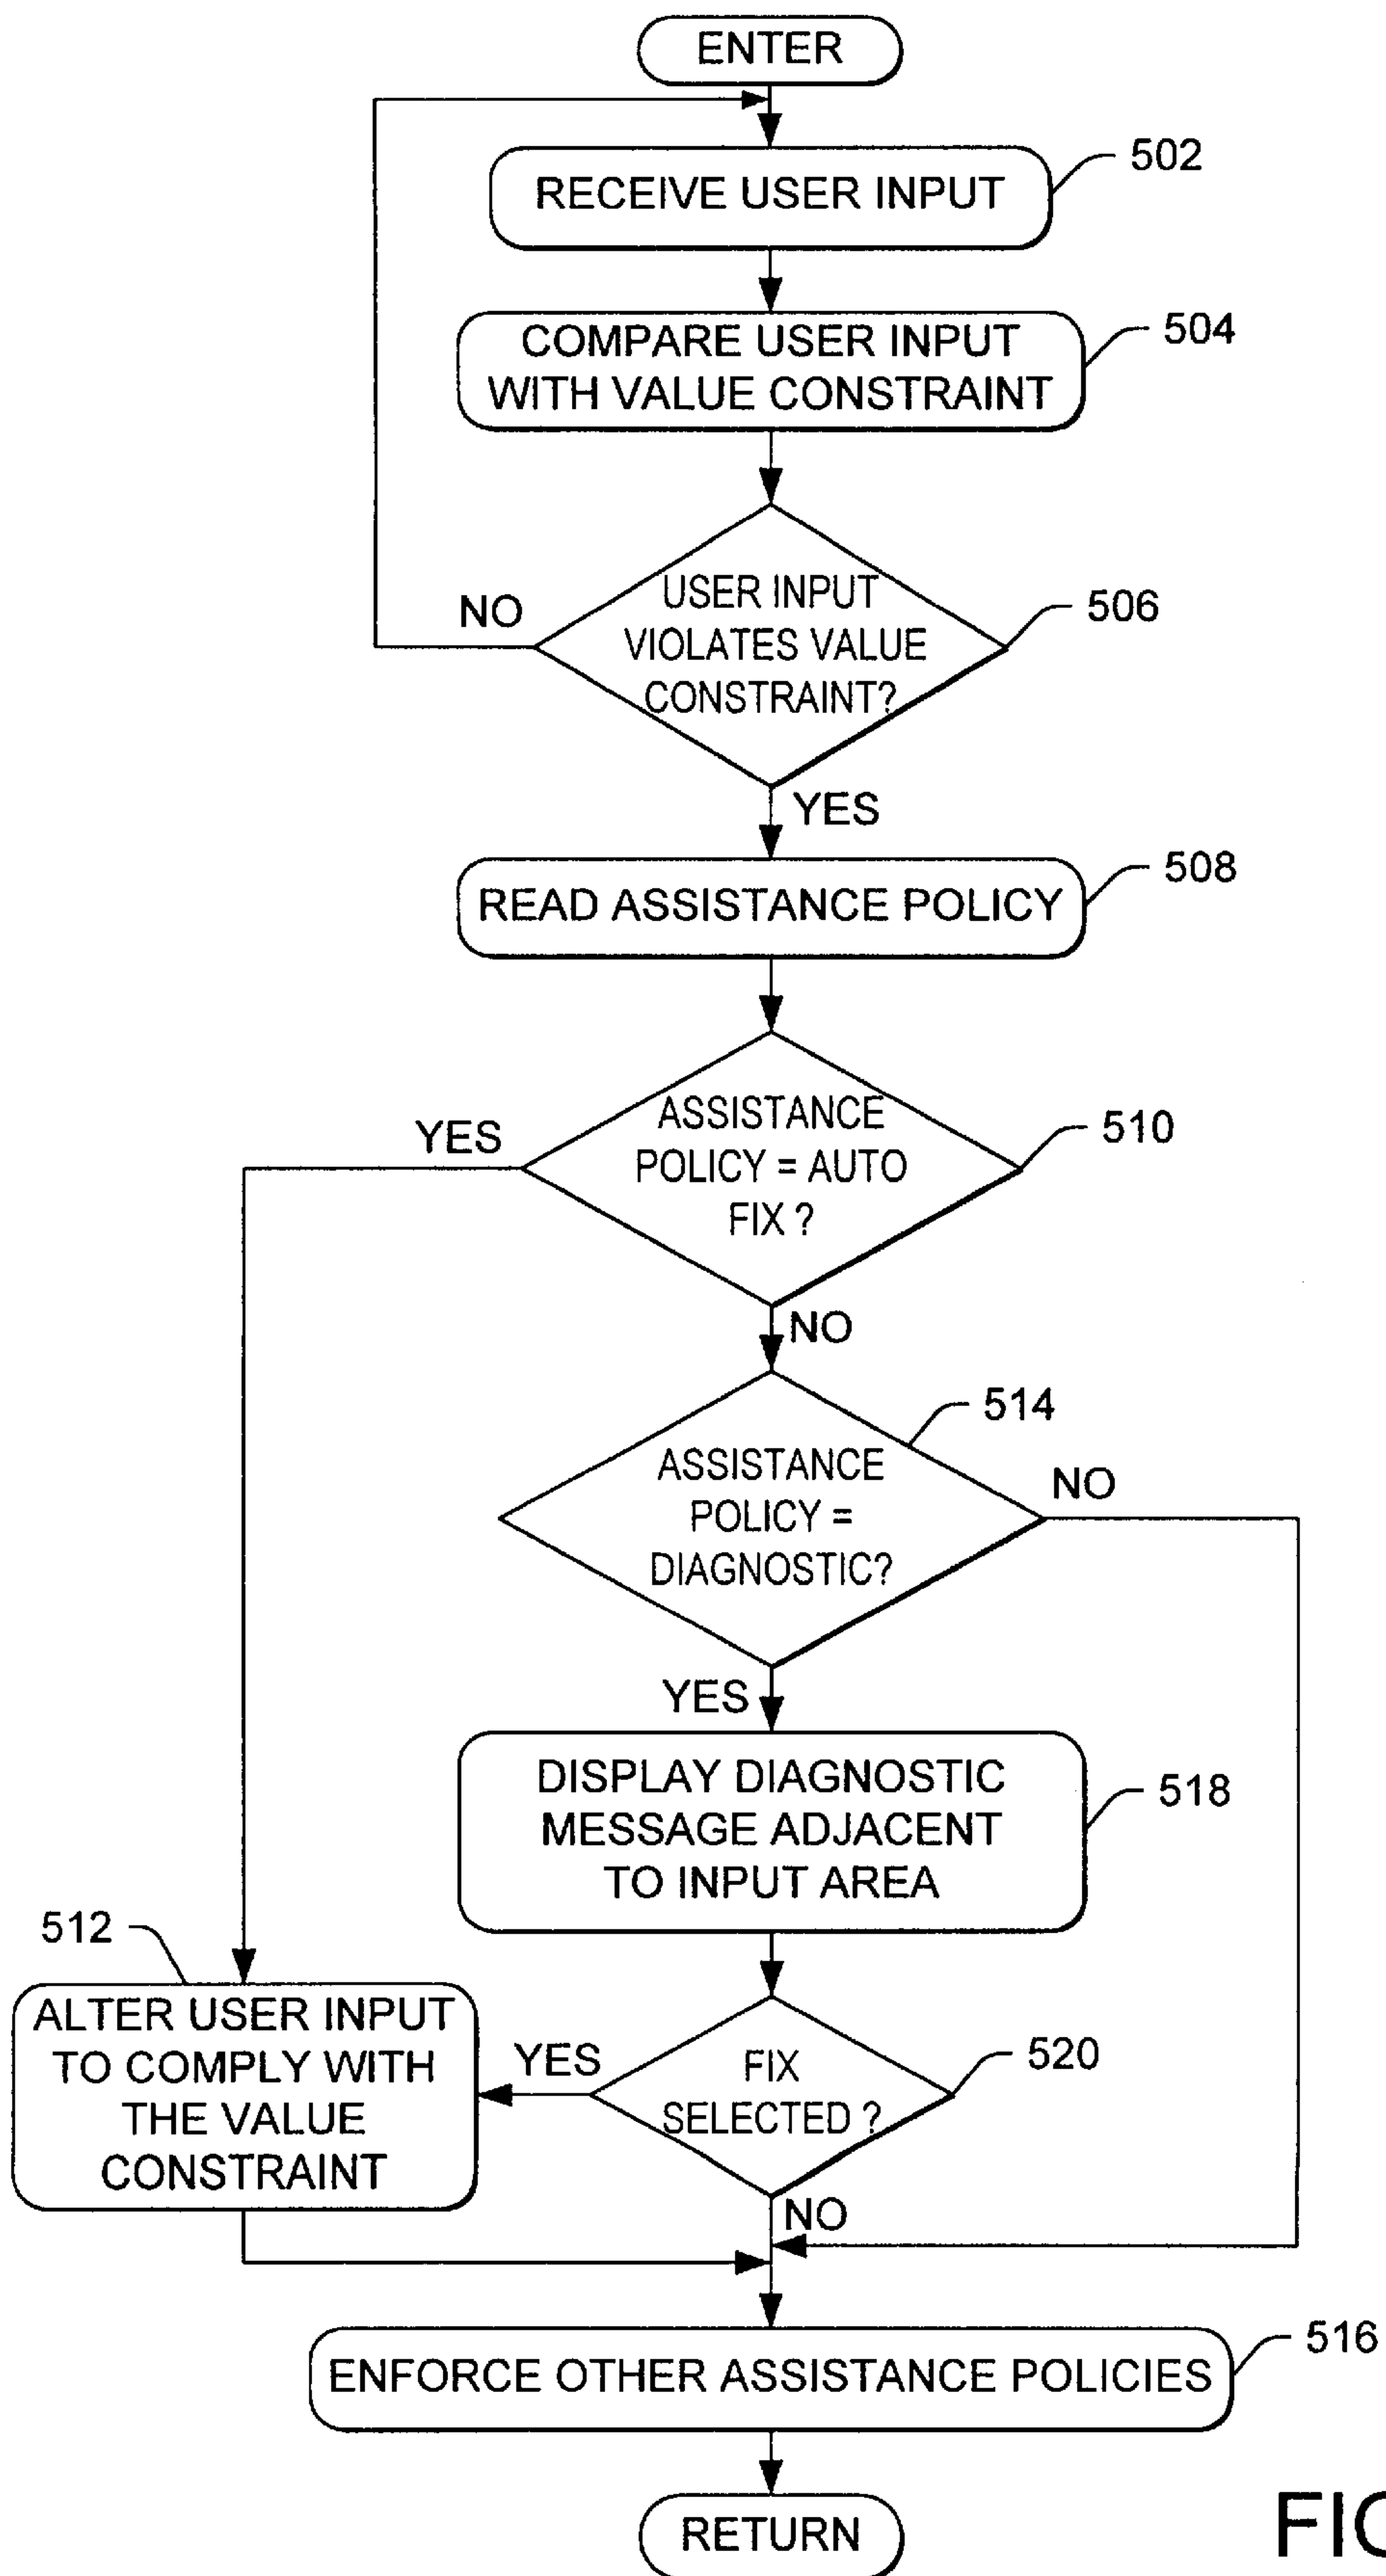 ENTER
RECEIVE USER INPUT
502
COMPARE USER INPUT
WITH VALUE CONSTRAINT
504
USER INPUT
VIOLATES VALUE
CONSTRAINT?
506
NO
YES
READ ASSISTANCE POLICY
508
ASSISTANCE
POLICY = AUTO
FIX ?
510
YES
NO
ASSISTANCE
POLICY =
DIAGNOSTIC?
514
NO
YES
DISPLAY DIAGNOSTIC
MESSAGE ADJACENT
TO INPUT AREA
518
512
ALTER USER INPUT
TO COMPLY WITH
THE VALUE
CONSTRAINT
YES
FIX
SELECTED ?
520
NO
ENFORCE OTHER ASSISTANCE POLICIES
516
RETURN